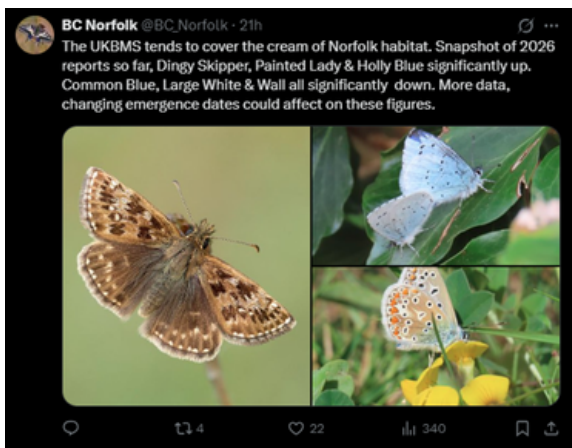 BC Norfolk @BC_Norfolk · 21h
The UKBMS tends to cover the cream of Norfolk habitat. Snapshot of 2026
reports so far, Dingy Skipper, Painted Lady & Holly Blue significantly up.
Common Blue, Large White & Wall all significantly down. More data,
changing emergence dates could affect on these figures.
4 22 340